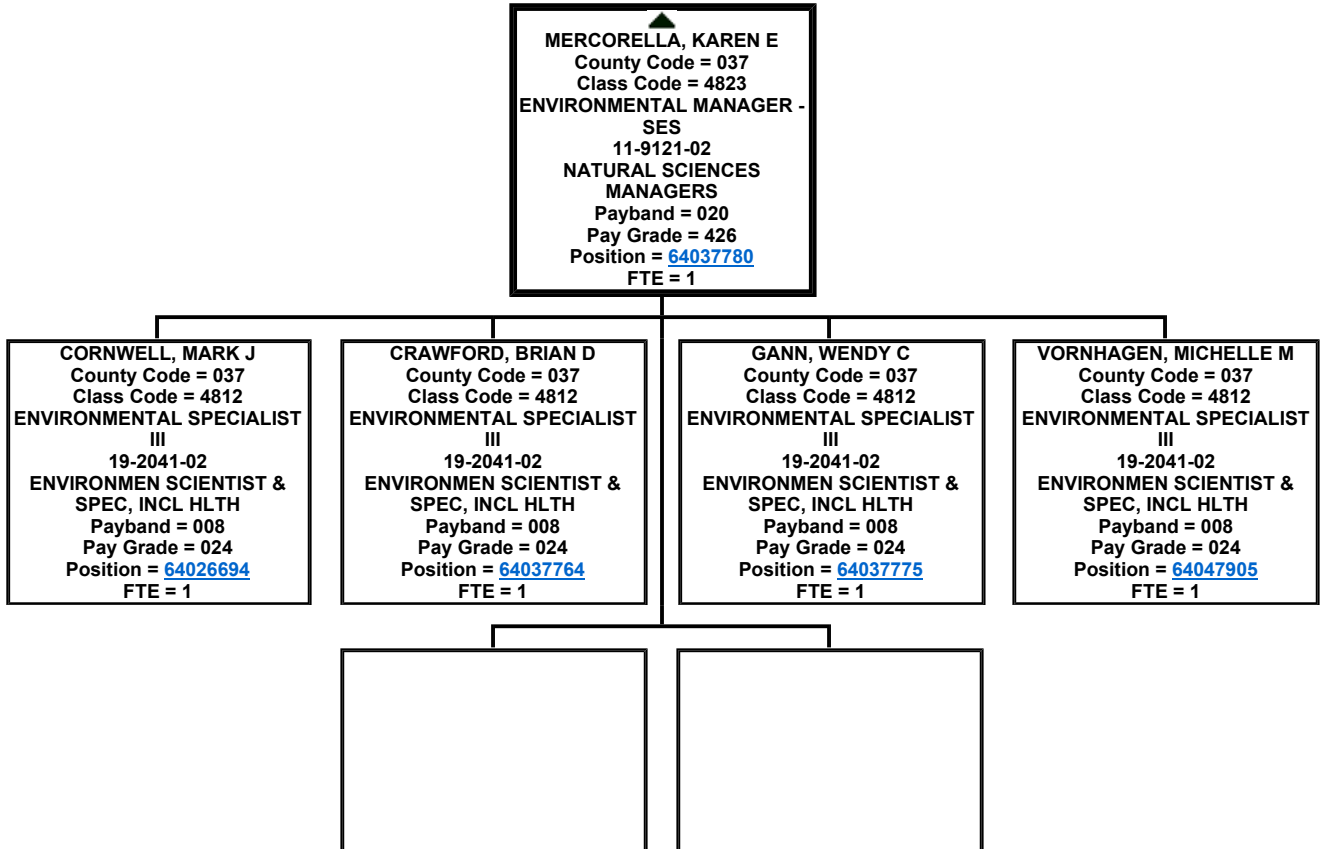 MERCORELLA, KAREN E
County Code = 037
Class Code = 4823
ENVIRONMENTAL MANAGER -
SES
11-9121-02
NATURAL SCIENCES
MANAGERS
Payband = 020
Pay Grade = 426
Position = 64037780
FTE = 1
CORNWELL, MARK J
County Code = 037
Class Code = 4812
ENVIRONMENTAL SPECIALIST
III
19-2041-02
ENVIRONMEN SCIENTIST &
SPEC, INCL HLTH
Payband = 008
Pay Grade = 024
Position = 64026694
FTE = 1
CRAWFORD, BRIAN D
County Code = 037
Class Code = 4812
ENVIRONMENTAL SPECIALIST
III
19-2041-02
ENVIRONMEN SCIENTIST &
SPEC, INCL HLTH
Payband = 008
Pay Grade = 024
Position = 64037764
FTE = 1
GANN, WENDY C
County Code = 037
Class Code = 4812
ENVIRONMENTAL SPECIALIST
III
19-2041-02
ENVIRONMEN SCIENTIST &
SPEC, INCL HLTH
Payband = 008
Pay Grade = 024
Position = 64037775
FTE = 1
VORNHAGEN, MICHELLE M
County Code = 037
Class Code = 4812
ENVIRONMENTAL SPECIALIST
III
19-2041-02
ENVIRONMEN SCIENTIST &
SPEC, INCL HLTH
Payband = 008
Pay Grade = 024
Position = 64047905
FTE = 1